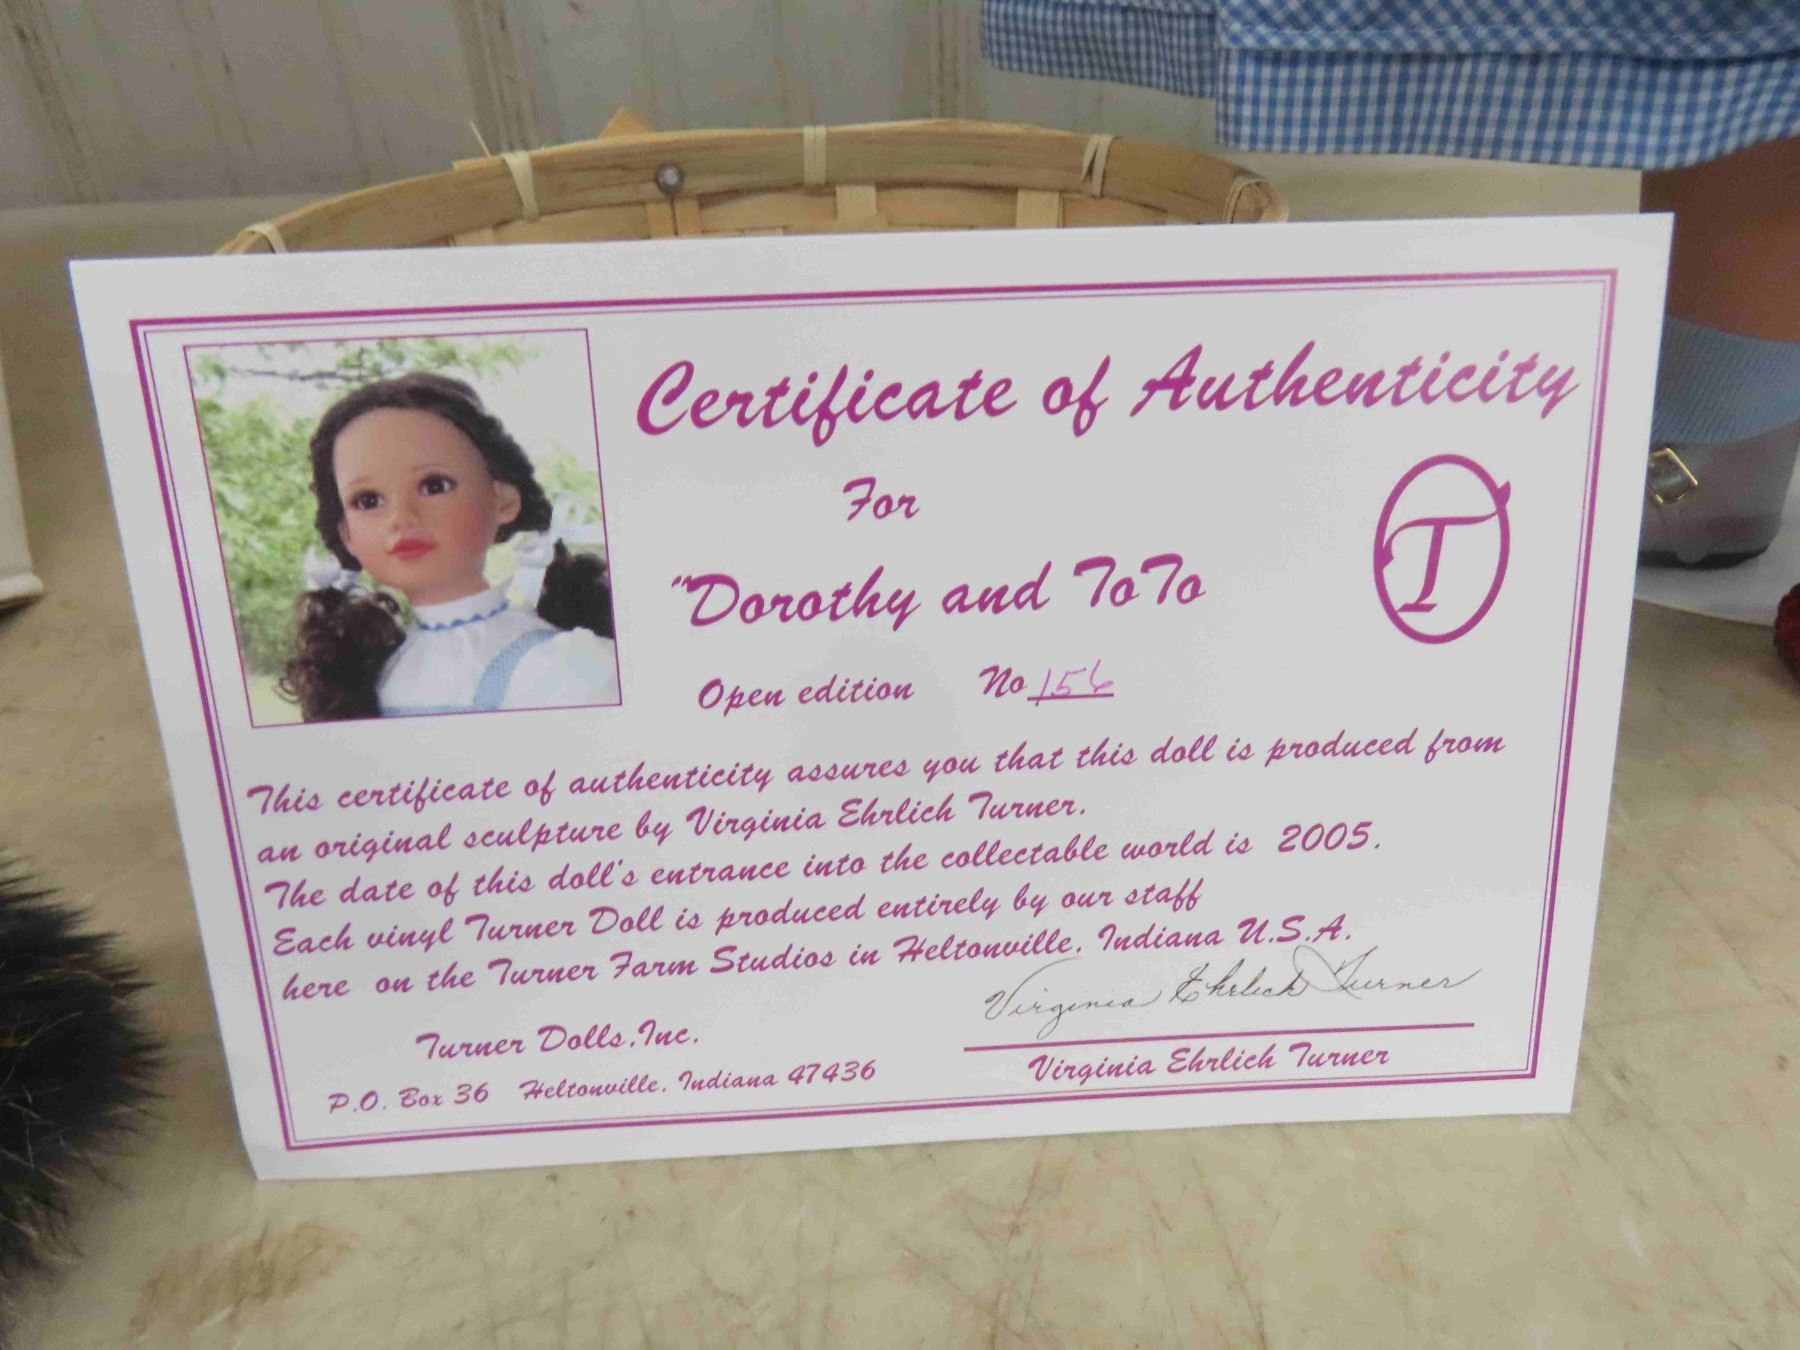 Certificate of Authenticity
For
"Dorothy and ToTo
T
Open edition No 156
This certificate of authenticity assures you that this doll is produced from
an original sculpture by Virginia Ehrlich Turner.
The date of this doll's entrance into the collectable world is 2005.
Each vinyl Turner Doll is produced entirely by our staff
here on the Turner Farm Studios in Heltonville, Indiana U.S.A.
Virginia Ehrlich Turner
Turner Dolls,Inc.
Virginia Ehrlich Turner
P.O. Box 36 Heltonville, Indiana 47436